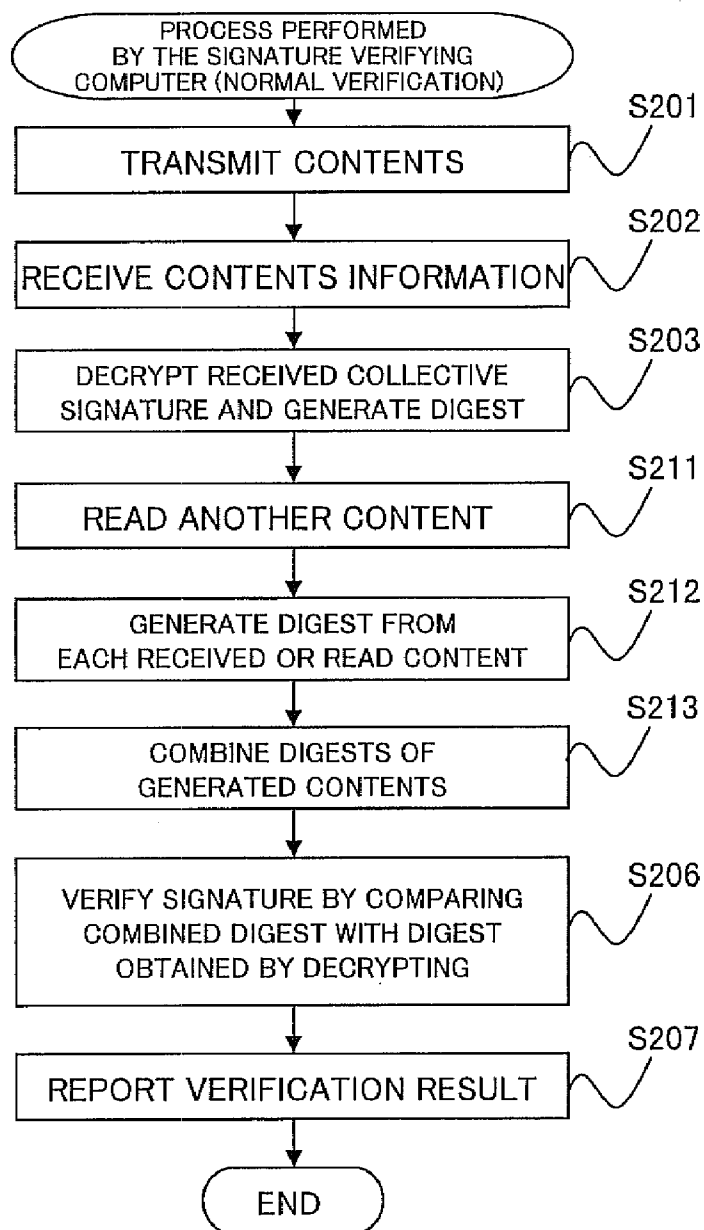 PROCESS PERFORMED
BY THE SIGNATURE VERIFYING
COMPUTER (NORMAL VERIFICATION)
S201
TRANSMIT CONTENTS
S202
RECEIVE CONTENTS INFORMATION
S203
DECRYPT RECEIVED COLLECTIVE
SIGNATURE AND GENERATE DIGEST
S211
READ ANOTHER CONTENT
S212
GENERATE DIGEST FROM
EACH RECEIVED OR READ CONTENT
S213
COMBINE DIGESTS OF
GENERATED CONTENTS
S206
VERIFY SIGNATURE BY COMPARING
COMBINED DIGEST WITH DIGEST
OBTAINED BY DECRYPTING
S207
REPORT VERIFICATION RESULT
END